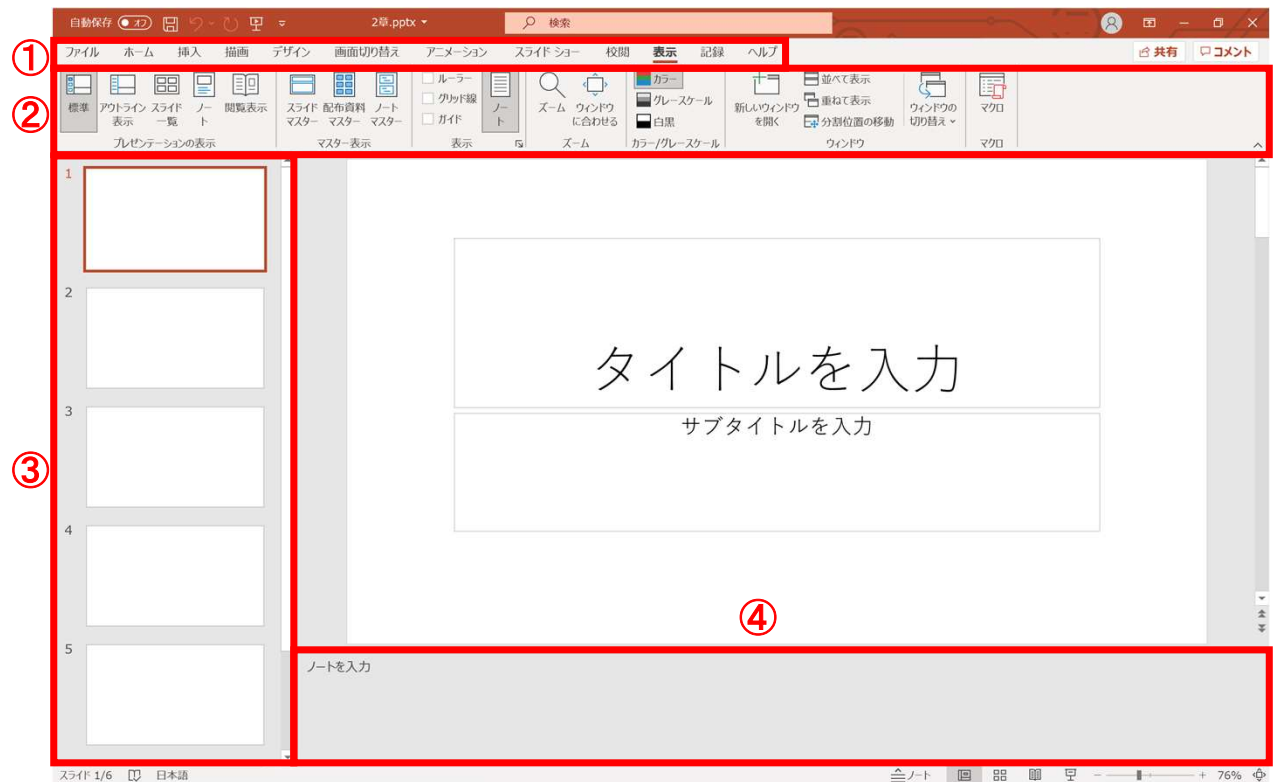 自動保存 オフ 2章.pptx 検索
ファイル ホーム 挿入 描画 デザイン 画面切り替え アニメーション スライド ショー 校閲 表示 記録 ヘルプ 共有 コメント
①
②
標準 アウトライン表示 スライド一覧 ノート 閲覧表示
プレゼンテーションの表示
スライドマスター 配布資料マスター ノートマスター
マスター表示
ルーラー
グリッド線
ガイド
ノート
表示
ズーム ウィンドウに合わせる
ズーム
カラー
グレースケール
白黒
カラー/グレースケール
新しいウィンドウを開く
並べて表示
重ねて表示
分割位置の移動
ウィンドウの切り替え
ウィンドウ
マクロ
マクロ
③
1
2
3
4
5
タイトルを入力
サブタイトルを入力
④
ノートを入力
スライド 1/6 日本語 ノート 76%